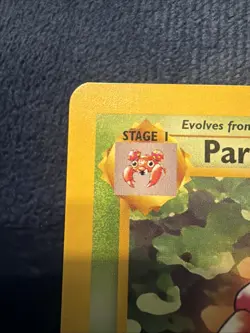 Evolves from
STAGE 1
Par